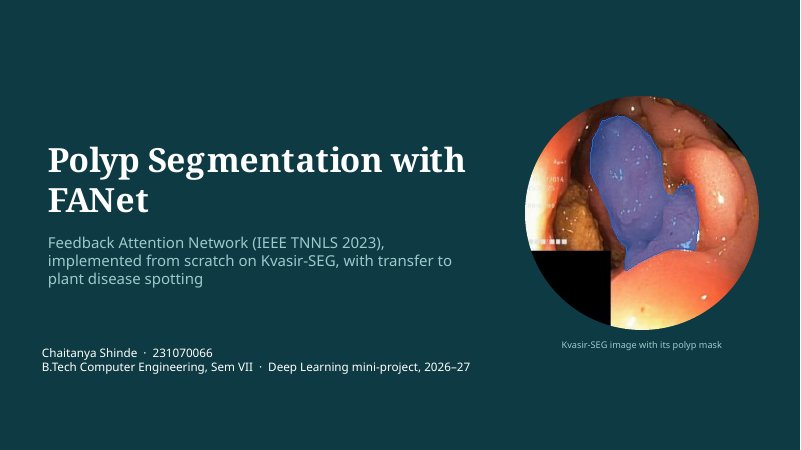 Polyp Segmentation with
FANet
Feedback Attention Network (IEEE TNNLS 2023),
implemented from scratch on Kvasir-SEG, with transfer to
plant disease spotting
Chaitanya Shinde · 231070066
B.Tech Computer Engineering, Sem VII · Deep Learning mini-project, 2026–27
Kvasir-SEG image with its polyp mask